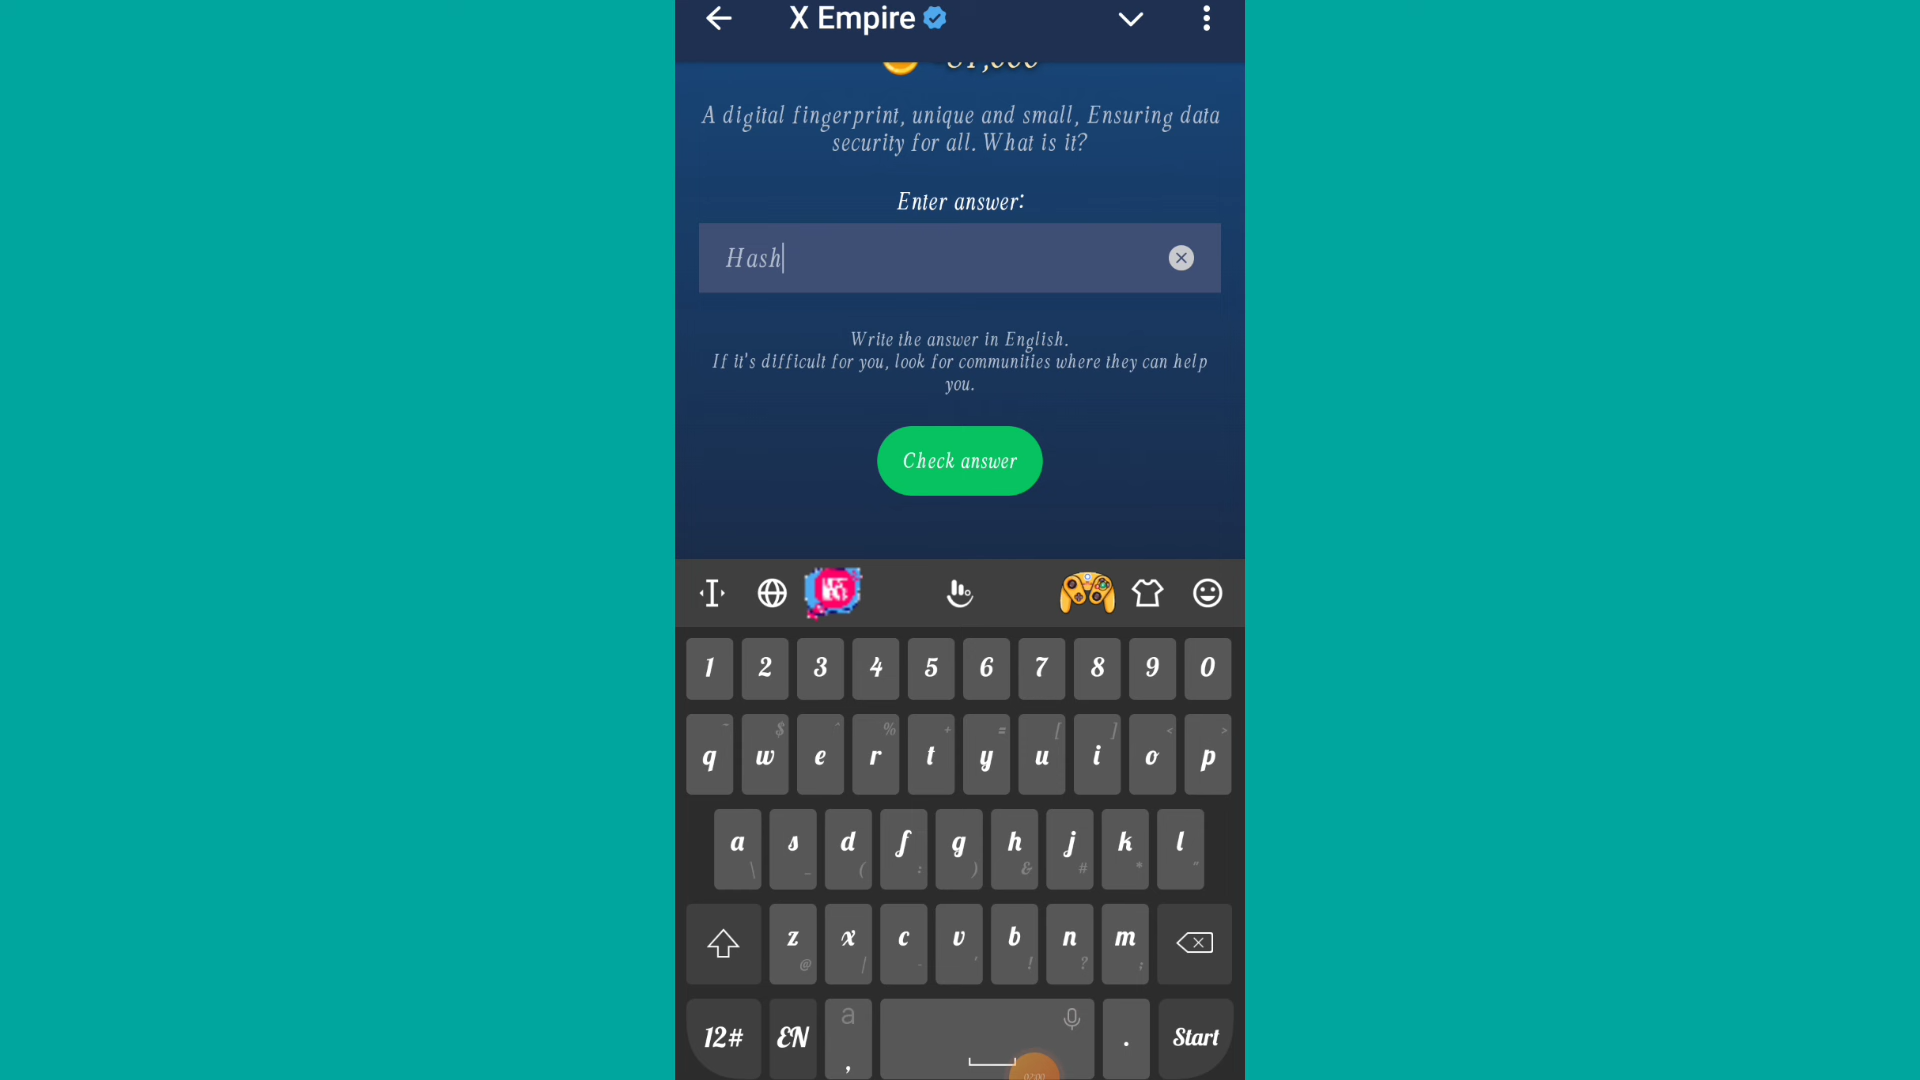 X Empire
A digital fingerprint, unique and small, Ensuring data
security for all. What is it?
Enter answer:
Hash
Write the answer in English.
If it's difficult for you, look for communities where they can help
you.
Check answer
1 2 3 4 5 6 7 8 9 0
q w e r t y u i o p
a s d f g h j k l
z x c v b n m
12# EN , . Start